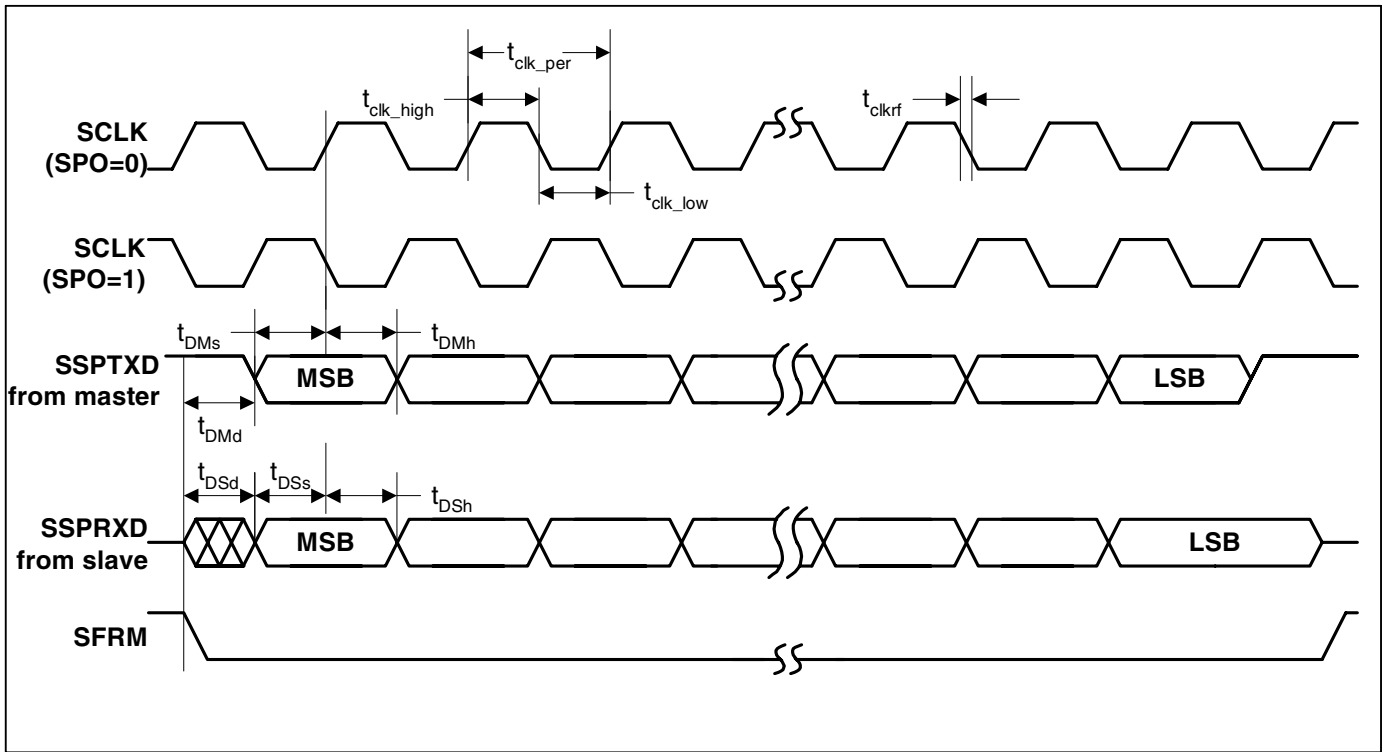 t_clk_per
t_clk_high
t_clkrf
SCLK
(SPO=0)
t_clk_low
SCLK
(SPO=1)
t_DMs
t_DMh
SSPTXD
from master
MSB
LSB
t_DMd
t_DSd
t_DSs
t_DSh
SSPRXD
from slave
MSB
LSB
SFRM